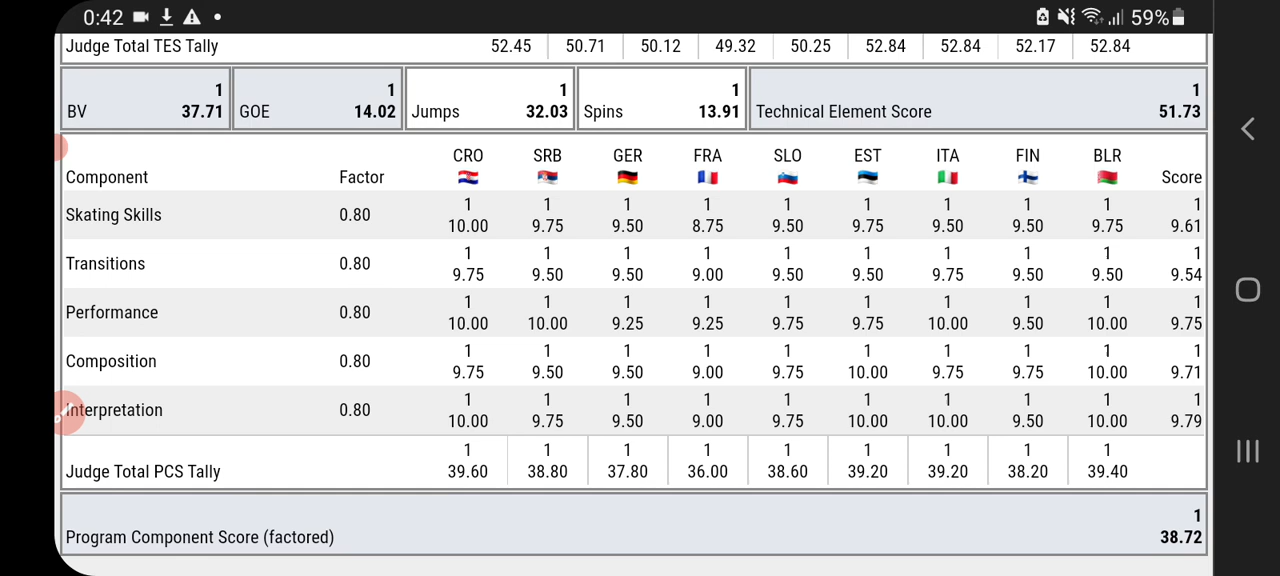 0:42 59%
Judge Total TES Tally 52.45 50.71 50.12 49.32 50.25 52.84 52.84 52.17 52.84
1 1 1 1 1
BV 37.71 GOE 14.02 Jumps 32.03 Spins 13.91 Technical Element Score 51.73
CRO SRB GER FRA SLO EST ITA FIN BLR
Component Factor Score
1 1 1 1 1 1 1 1 1 1
Skating Skills 0.80 10.00 9.75 9.50 8.75 9.50 9.75 9.50 9.50 9.75 9.61
1 1 1 1 1 1 1 1 1 1
Transitions 0.80 9.75 9.50 9.50 9.00 9.50 9.50 9.75 9.50 9.50 9.54
1 1 1 1 1 1 1 1 1 1
Performance 0.80 10.00 10.00 9.25 9.25 9.75 9.75 10.00 9.50 10.00 9.75
1 1 1 1 1 1 1 1 1 1
Composition 0.80 9.75 9.50 9.50 9.00 9.75 10.00 9.75 9.75 10.00 9.71
1 1 1 1 1 1 1 1 1 1
Interpretation 0.80 10.00 9.75 9.50 9.00 9.75 10.00 10.00 9.50 10.00 9.79
1 1 1 1 1 1 1 1 1
Judge Total PCS Tally 39.60 38.80 37.80 36.00 38.60 39.20 39.20 38.20 39.40
1
Program Component Score (factored) 38.72